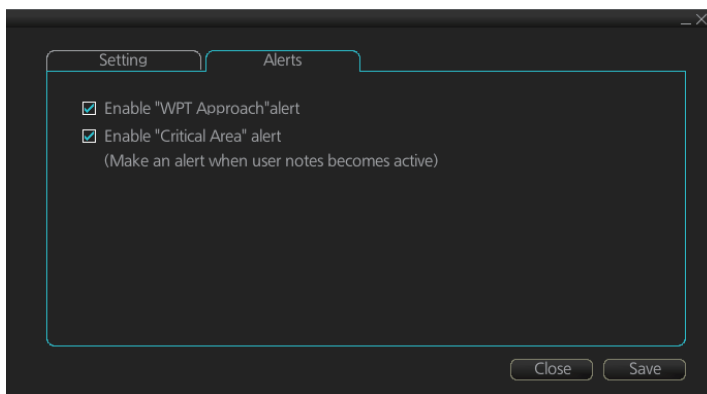 Setting
Alerts
Enable "WPT Approach"alert
Enable "Critical Area" alert
(Make an alert when user notes becomes active)
Close
Save